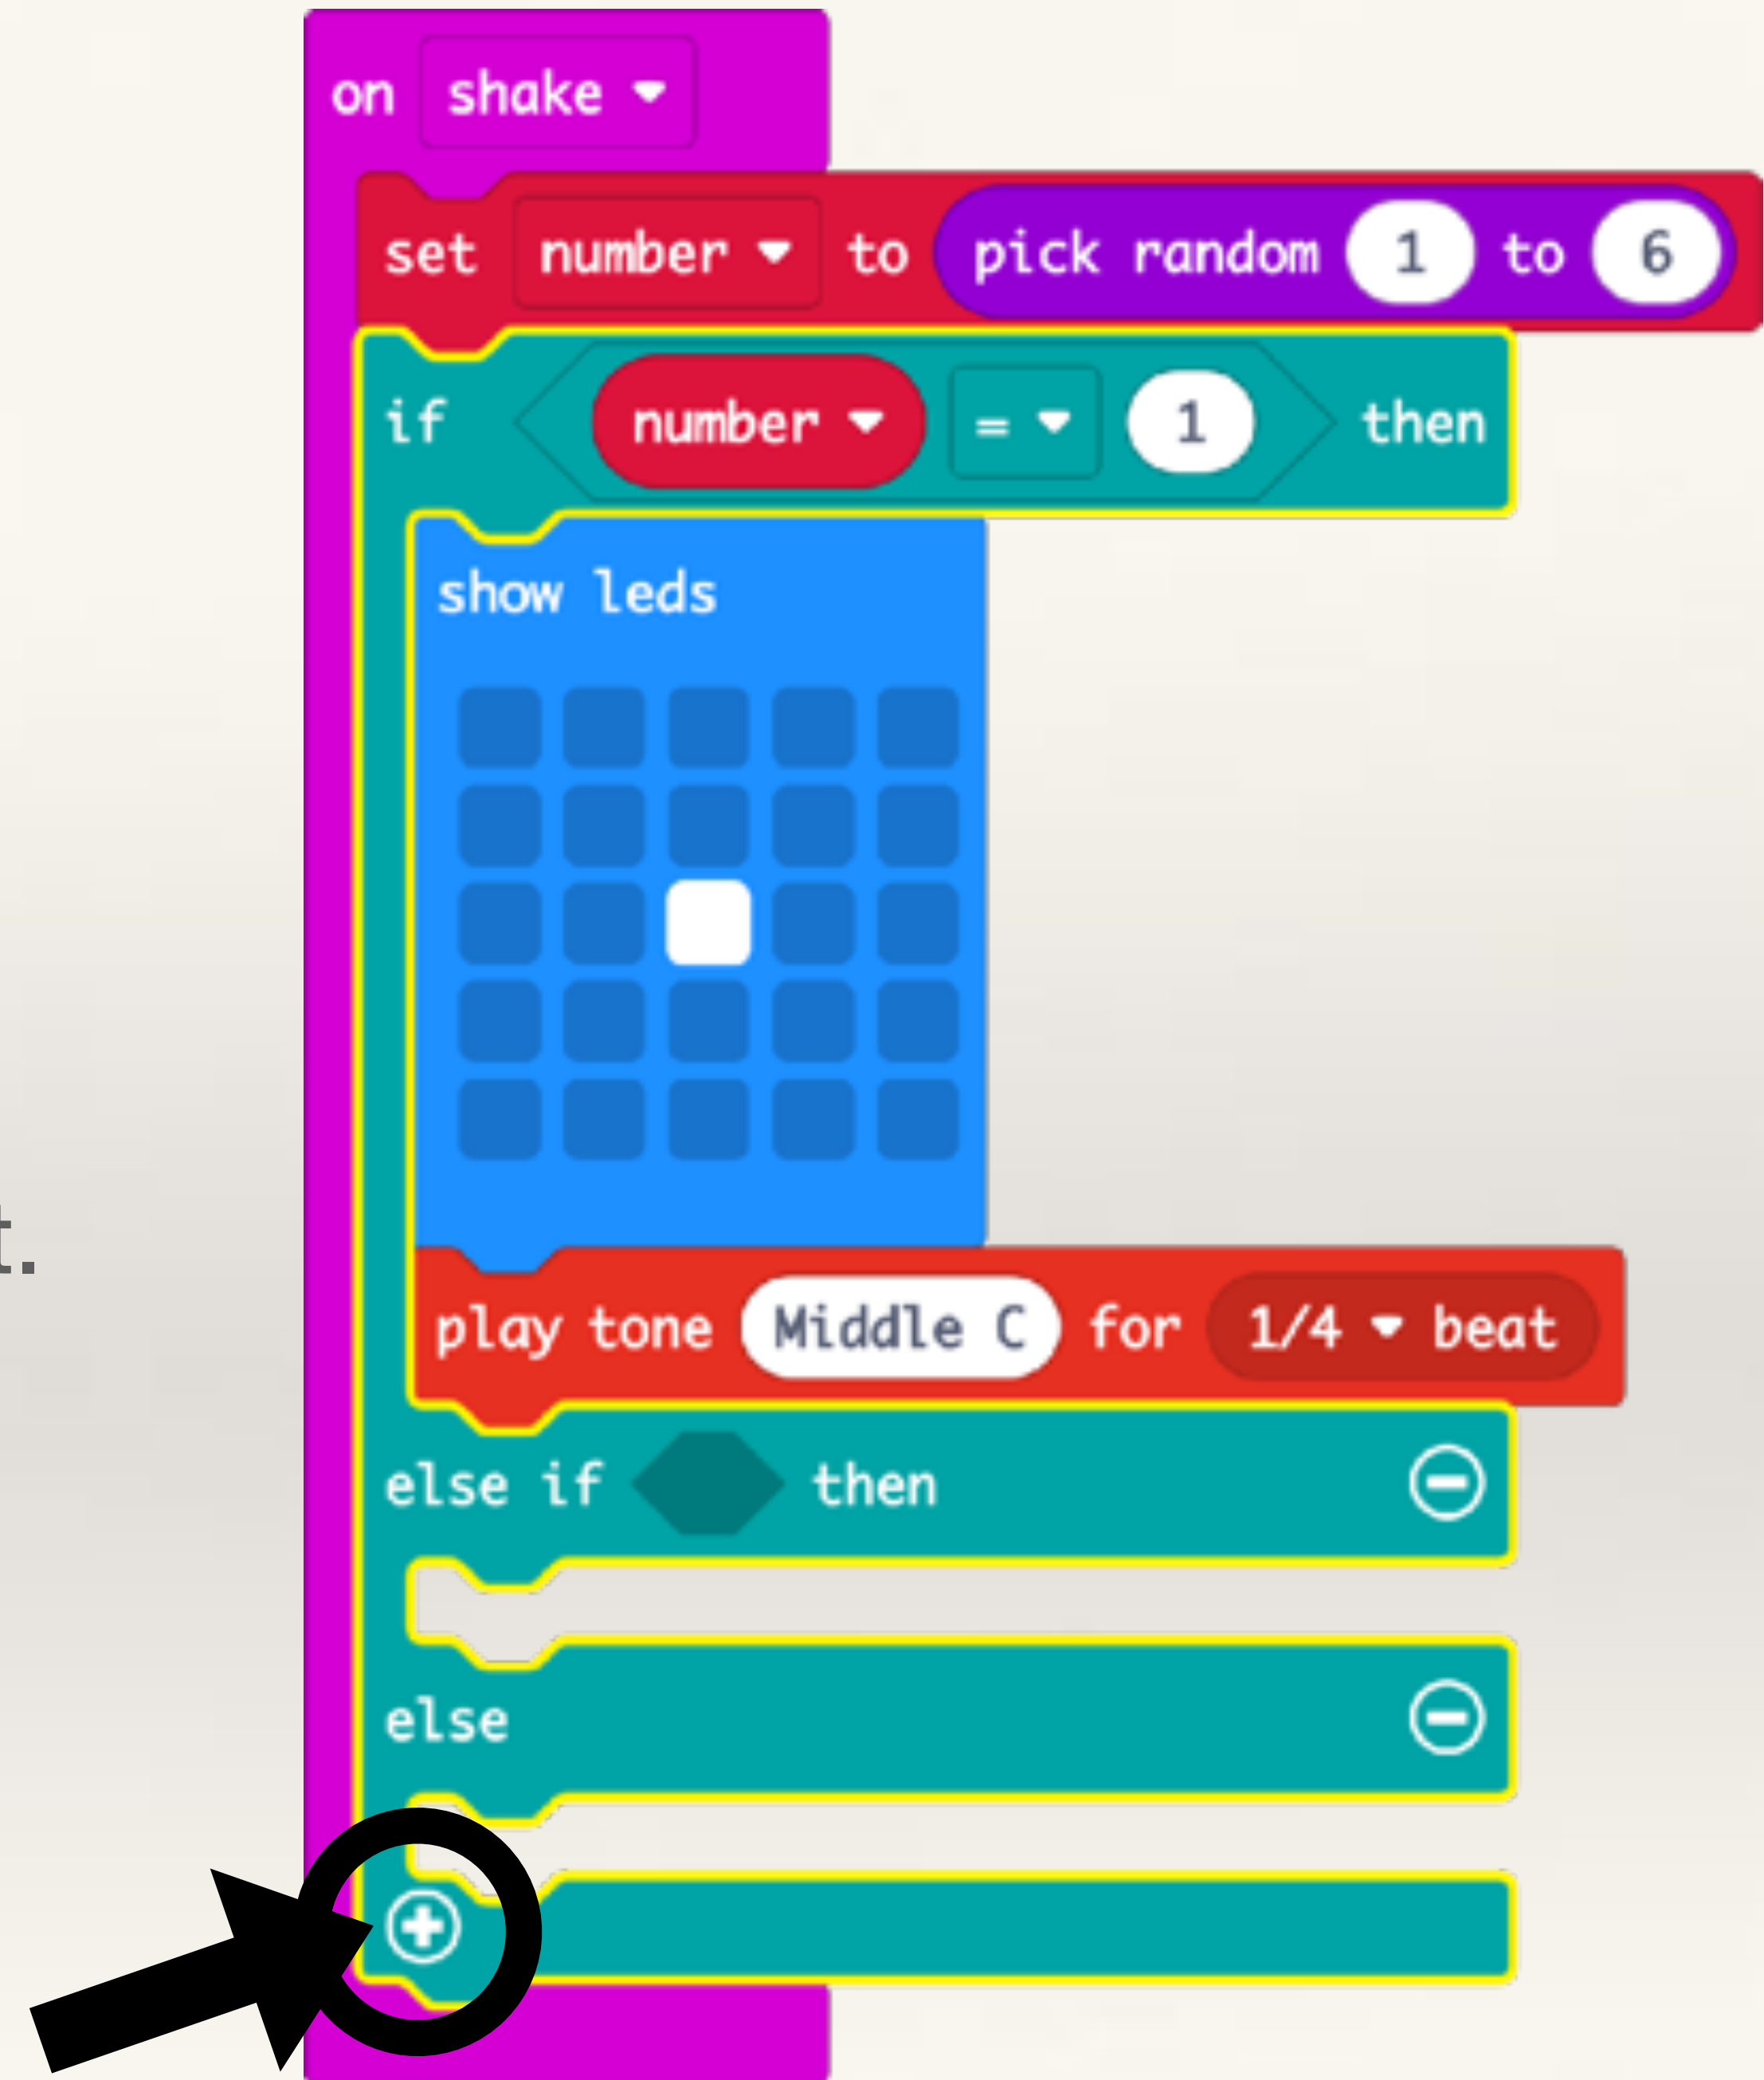 on shake
set number to pick random 1 to 6
if number = 1 then
show leds
t.
play tone Middle C for 1/4 beat
else if then
else